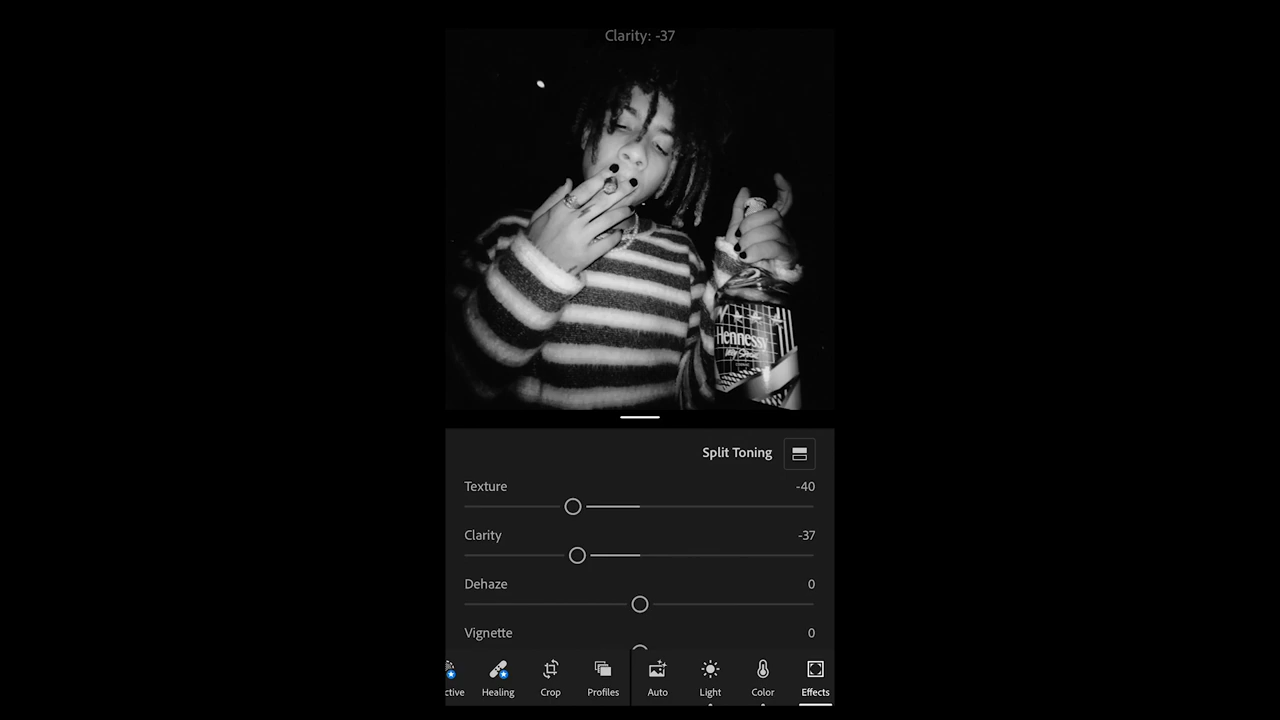 Clarity: -37
Hennessy
Split Toning
Texture -40
Clarity -37
Dehaze 0
Vignette 0
ctive Healing Crop Profiles Auto Light Color Effects